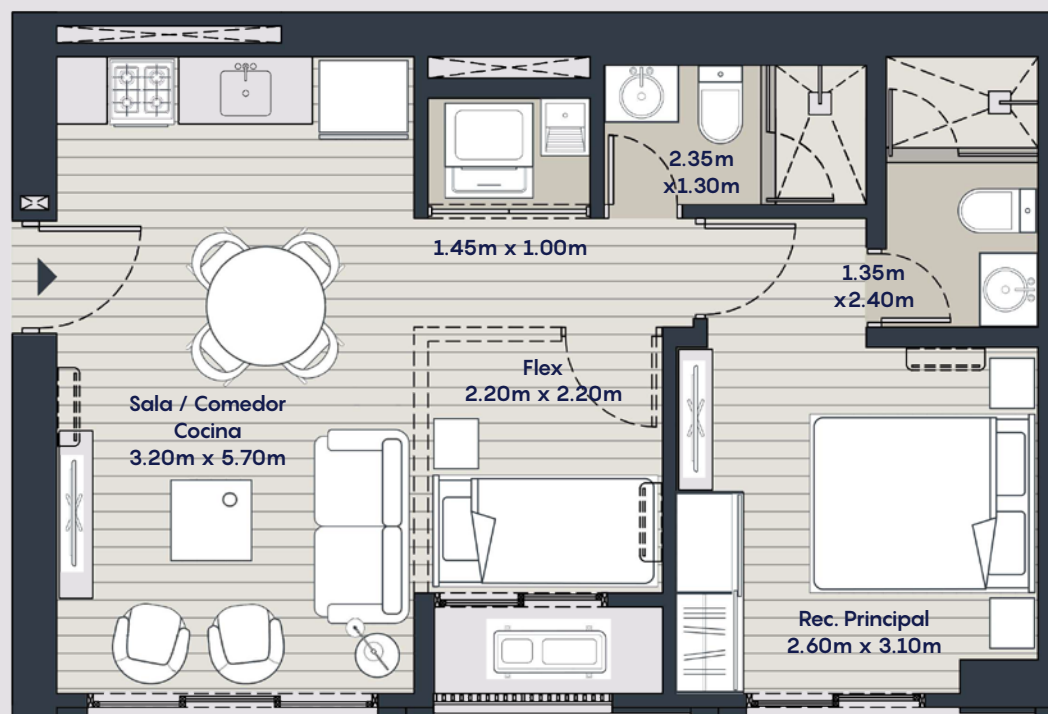 2.35m
x1.30m
1.45m x 1.00m
1.35m
x2.40m
Flex
2.20m x 2.20m
Sala / Comedor
Cocina
3.20m x 5.70m
Rec. Principal
2.60m x 3.10m